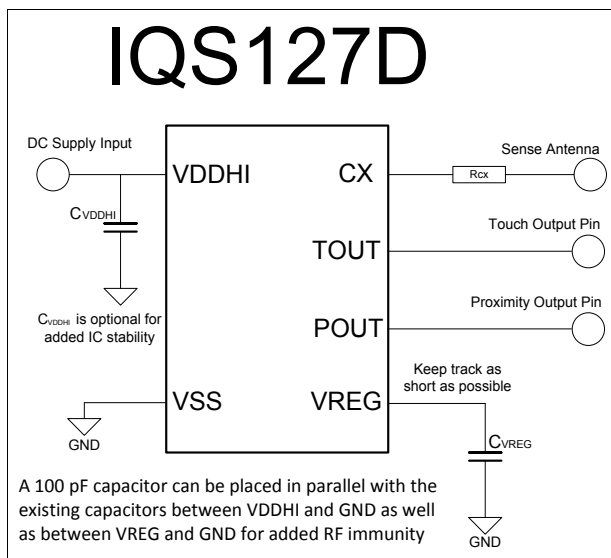 IQS127D
DC Supply Input
Sense Antenna
VDDHI
CX
Rcx
CVDDHI
Touch Output Pin
TOUT
Proximity Output Pin
POUT
CVDDHI is optional for
added IC stability
Keep track as
short as possible
VSS
VREG
GND
CVREG
A 100 pF capacitor can be placed in parallel with the
existing capacitors between VDDHI and GND as well
as between VREG and GND for added RF immunity
GND